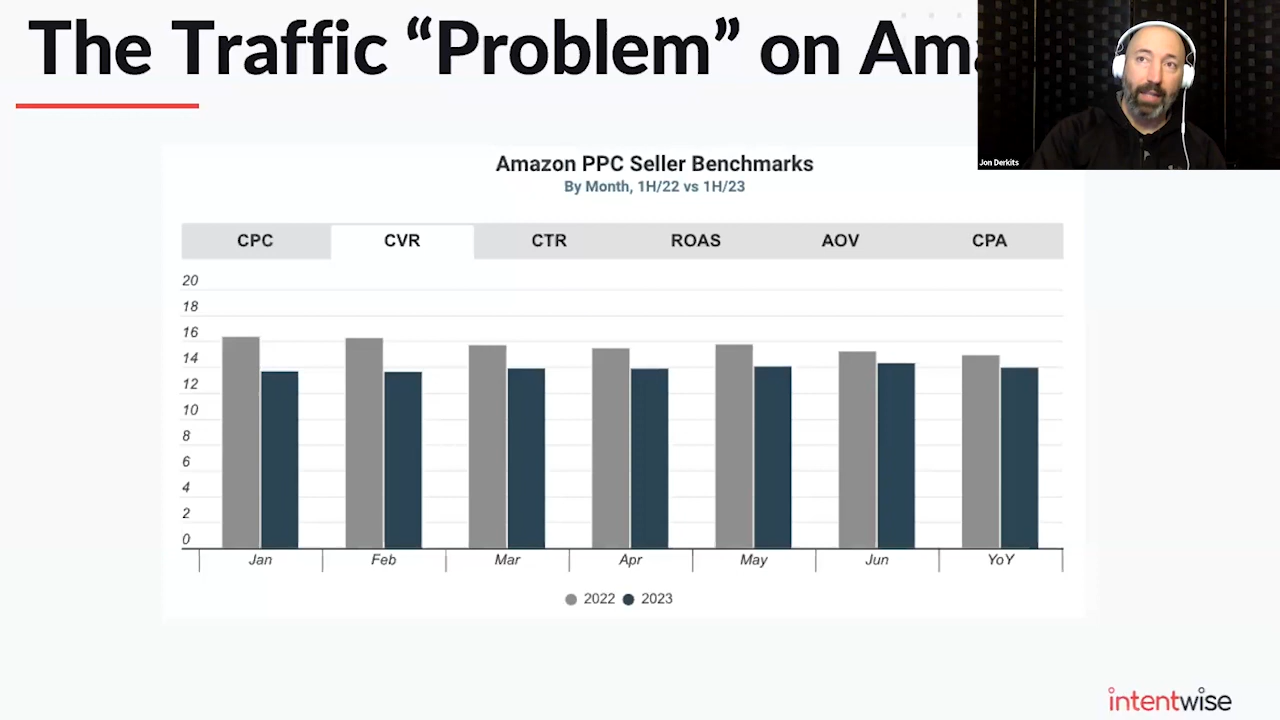 The Traffic “Problem” on Ama
Jon Derkits
Amazon PPC Seller Benchmarks
By Month, 1H/22 vs 1H/23
CPC CVR CTR ROAS AOV CPA
20
18
16
14
12
10
8
6
4
2
0
Jan Feb Mar Apr May Jun YoY
2022 2023
intentwise